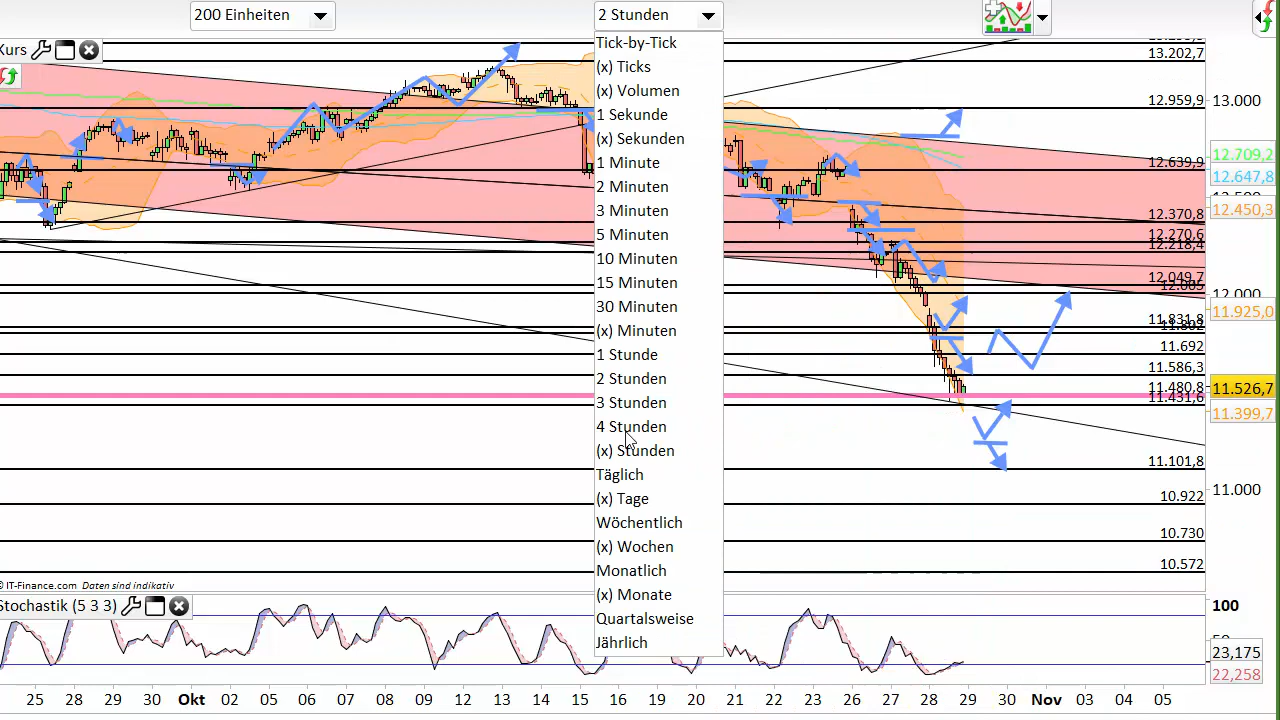 200 Einheiten
2 Stunden
Kurs
Tick-by-Tick
(x) Ticks
(x) Volumen
1 Sekunde
(x) Sekunden
1 Minute
2 Minuten
3 Minuten
5 Minuten
10 Minuten
15 Minuten
30 Minuten
(x) Minuten
1 Stunde
2 Stunden
3 Stunden
4 Stunden
(x) Stunden
Täglich
(x) Tage
Wöchentlich
(x) Wochen
Monatlich
(x) Monate
Quartalsweise
Jährlich
13.202,7
12.959,9
12.639,9
12.370,8
12.270,6
12.218,4
12.049,7
12.005
11.831,8
11.802
11.692
11.586,3
11.480,8
11.431,6
11.101,8
10.922
10.730
10.572
13.000
12.709,2
12.647,8
12.450,3
12.000
11.925,0
11.526,7
11.399,7
11.000
© IT-Finance.com Daten sind indikativ
Stochastik (5 3 3)
100
50
23,175
22,258
25 28 29 30 Okt 02 05 06 07 08 09 12 13 14 15 16 19 20 21 22 23 26 27 28 29 30 Nov 03 04 05